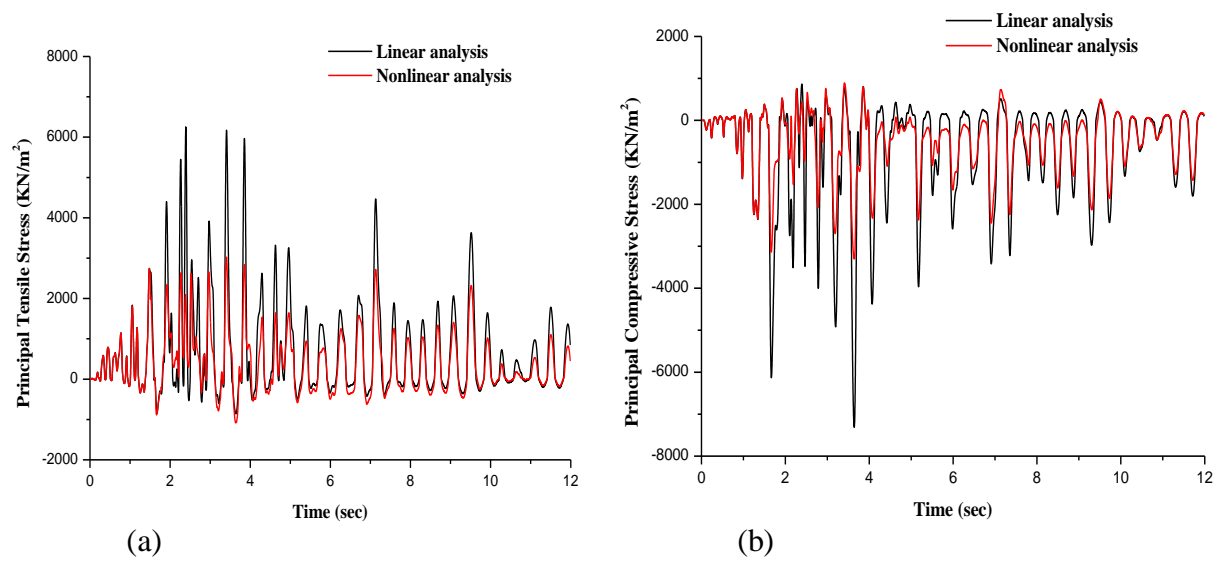 Linear analysis
Nonlinear analysis
8000
6000
4000
2000
0
-2000
Principal Tensile Stress (KN/m²)
0 2 4 6 8 10 12
Time (sec)
(a)
Linear analysis
Nonlinear analysis
2000
0
-2000
-4000
-6000
-8000
Principal Compressive Stress (KN/m²)
0 2 4 6 8 10 12
Time (sec)
(b)